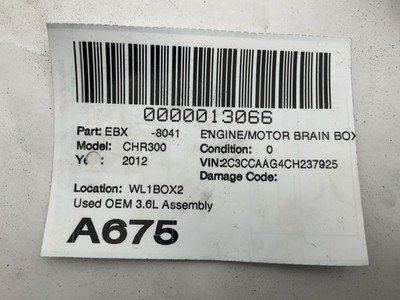 0000013066
Part: EBX -8041 ENGINE/MOTOR BRAIN BOX
Model: CHR300 Condition: 0
2012 VIN:2C3CCAAG4CH237925
Damage Code:
Location: WL1BOX2
Used OEM 3.6L Assembly
A675